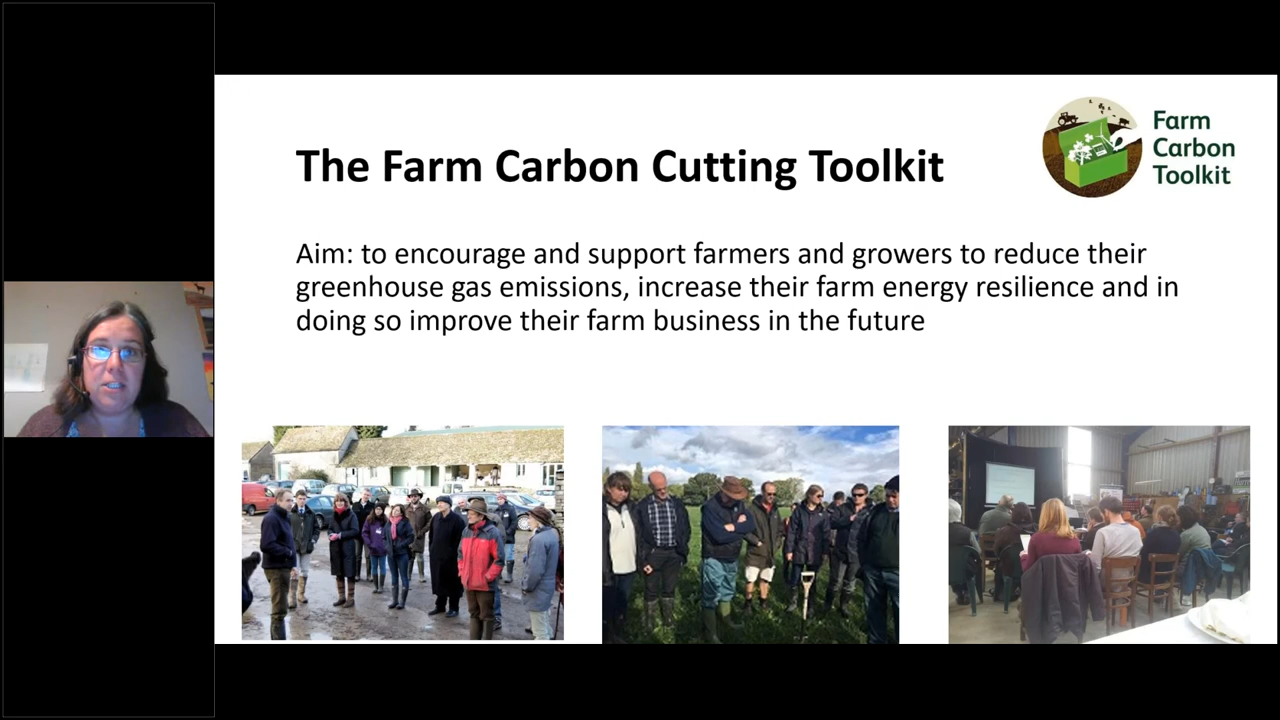 The Farm Carbon Cutting Toolkit
Farm
Carbon
Toolkit
Aim: to encourage and support farmers and growers to reduce their
greenhouse gas emissions, increase their farm energy resilience and in
doing so improve their farm business in the future